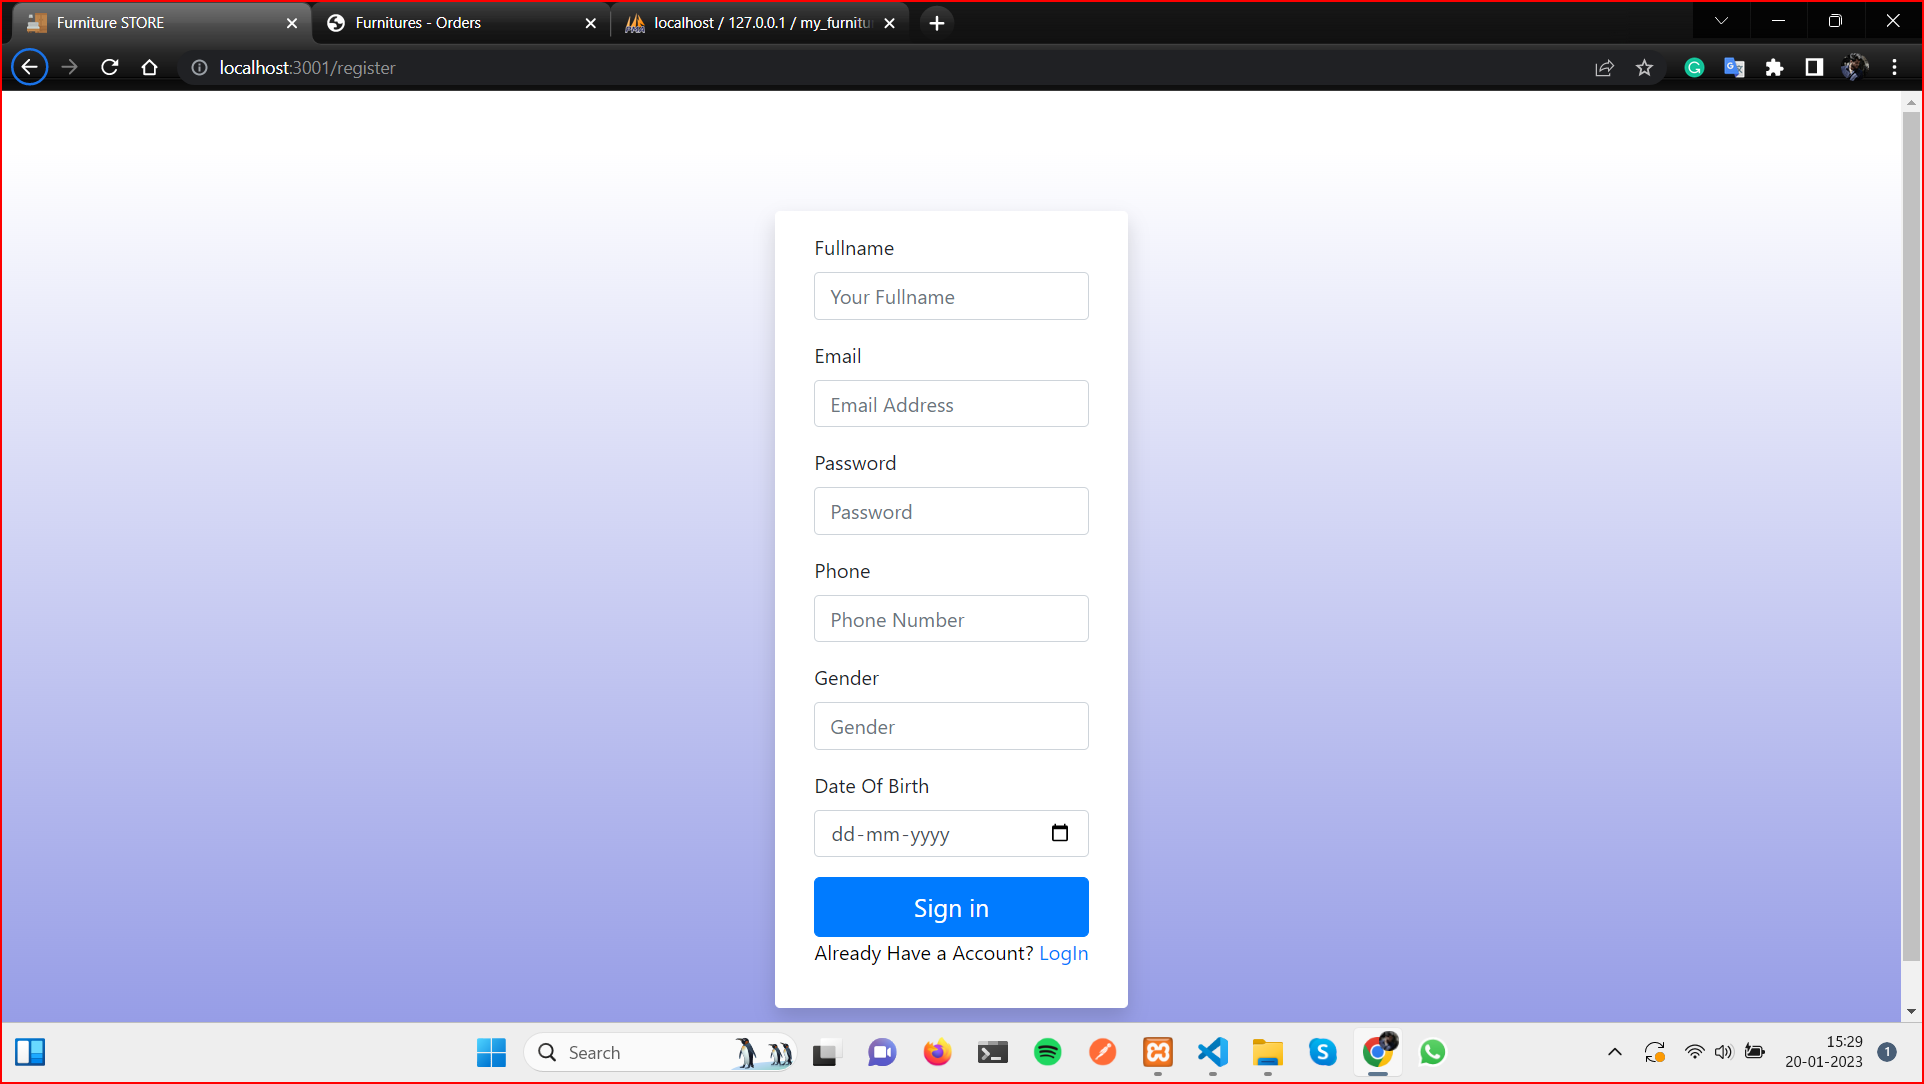 Furniture STORE
Furnitures - Orders
localhost / 127.0.0.1 / my_furnitu
localhost:3001/register
Fullname
Your Fullname
Email
Email Address
Password
Password
Phone
Phone Number
Gender
Gender
Date Of Birth
dd-mm-yyyy
Sign in
Already Have a Account? LogIn
Search
15:29
20-01-2023
1